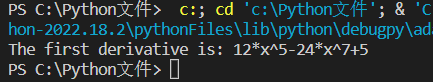 PS C:\Python文件>  c:; cd 'c:\Python文件'; & 'C
hon-2022.18.2\pythonFiles\lib\python\debugpy\ad
The first derivative is: 12*x^5-24*x^7+5
PS C:\Python文件>